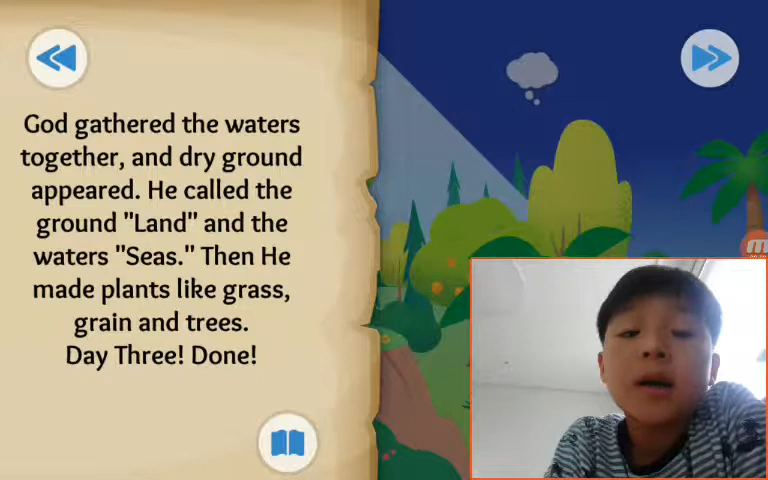 God gathered the waters
together, and dry ground
appeared. He called the
ground "Land" and the
waters "Seas." Then He
made plants like grass,
grain and trees.
Day Three! Done!